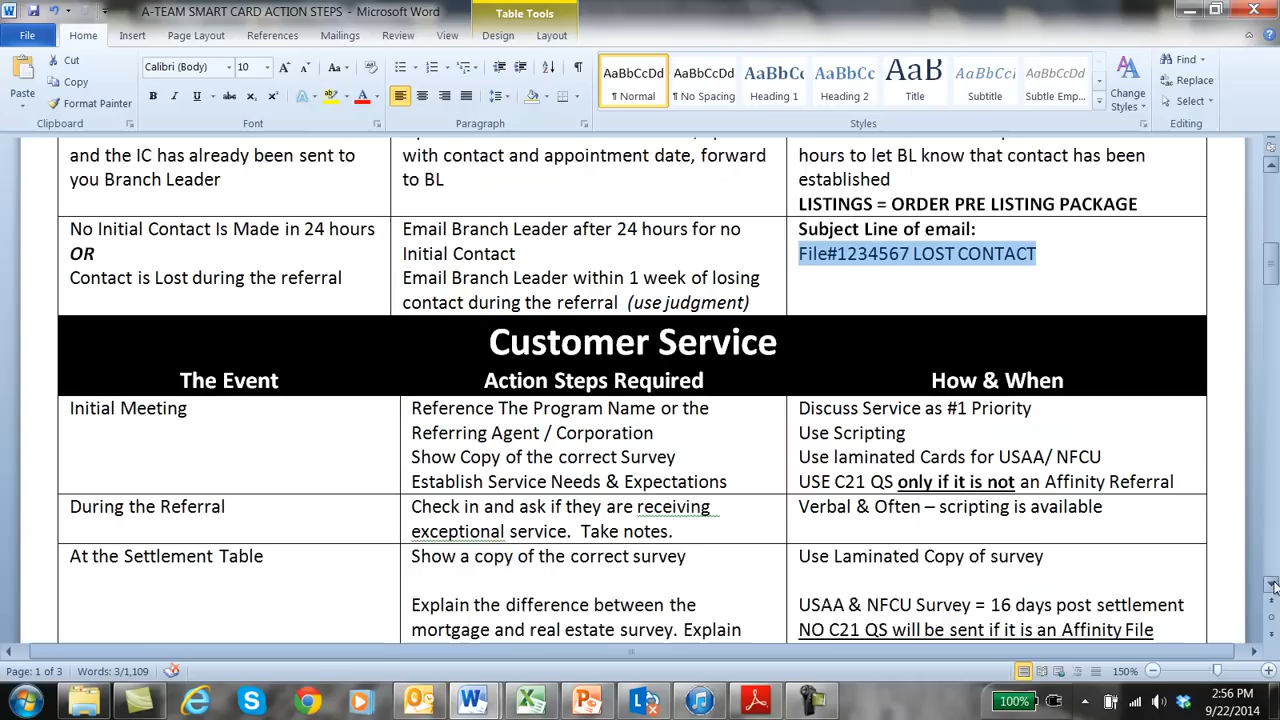 A-TEAM SMART CARD ACTION STEPS - Microsoft Word
Table Tools
File Home Insert Page Layout References Mailings Review View Design Layout
Cut
Copy
Format Painter
Paste
Calibri (Body) 10
AaBbCcDd AaBbCcDd AaBbCc AaBbCc AaB AaBbCcI AaBbCcDd
¶ Normal ¶ No Spacing Heading 1 Heading 2 Title Subtitle Subtle Emp...
Change Styles
Find
Replace
Select
Clipboard Font Paragraph Styles Editing
and the IC has already been sent to
you Branch Leader
with contact and appointment date, forward
to BL
hours to let BL know that contact has been
established
LISTINGS = ORDER PRE LISTING PACKAGE
No Initial Contact Is Made in 24 hours
OR
Contact is Lost during the referral
Email Branch Leader after 24 hours for no
Initial Contact
Email Branch Leader within 1 week of losing
contact during the referral (use judgment)
Subject Line of email:
File#1234567 LOST CONTACT
Customer Service
The Event Action Steps Required How & When
Initial Meeting
Reference The Program Name or the
Referring Agent / Corporation
Show Copy of the correct Survey
Establish Service Needs & Expectations
Discuss Service as #1 Priority
Use Scripting
Use laminated Cards for USAA/ NFCU
USE C21 QS only if it is not an Affinity Referral
During the Referral
Check in and ask if they are receiving
exceptional service. Take notes.
Verbal & Often – scripting is available
At the Settlement Table
Show a copy of the correct survey
Explain the difference between the
mortgage and real estate survey. Explain
Use Laminated Copy of survey
USAA & NFCU Survey = 16 days post settlement
NO C21 QS will be sent if it is an Affinity File
Page: 1 of 3 Words: 3/1,109 150%
100% 2:56 PM
9/22/2014